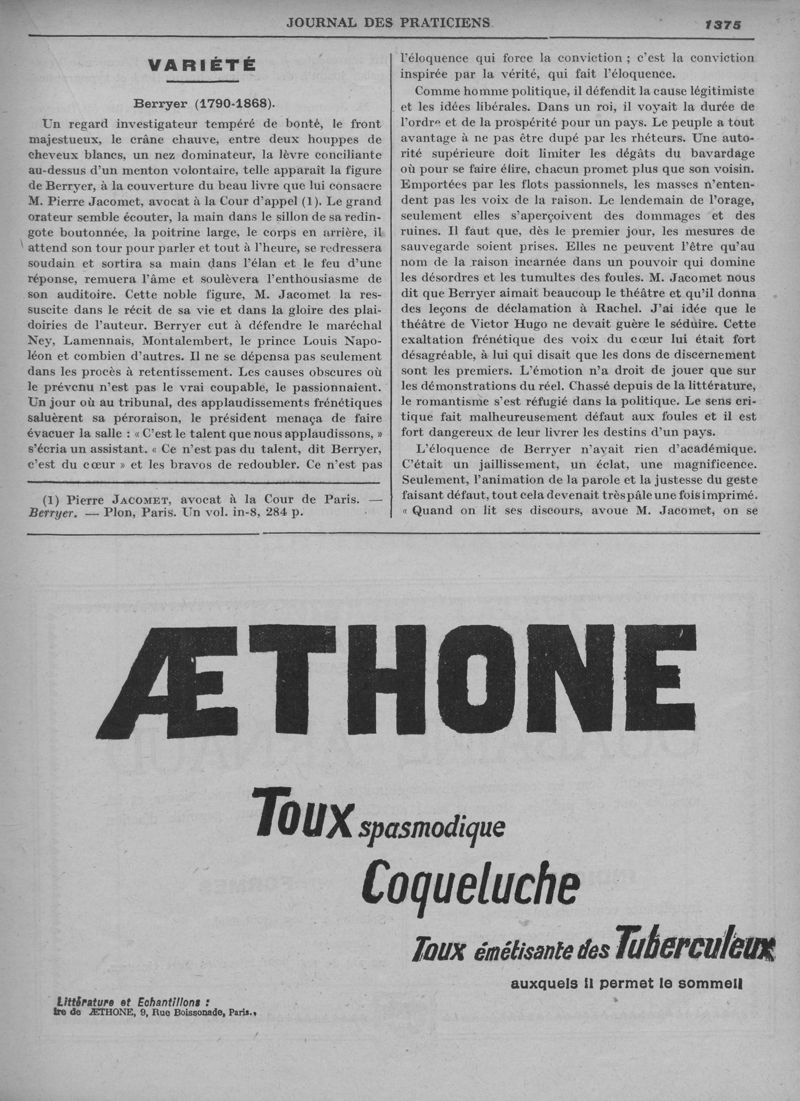 JOURNAL DES PRATICIENS
1375
VARIÉTÉ
Berryer (1790-1868).
Un regard investigateur tempéré de bonté, le front
majestueux, le crâne chauve, entre deux houppes de
cheveux blancs, un nez dominateur, la lèvre conciliante
au-dessus d'un menton volontaire, telle apparaît la figure
de Berryer, à la couverture du beau livre que lui consacre
M. Pierre Jacomet, avocat à la Cour d'appel (1). Le grand
orateur semble écouter, la main dans le sillon de sa redin-
gote boutonnée, la poitrine large, le corps en arrière, il
attend son tour pour parler et tout à l'heure, se redressera
soudain et sortira sa main dans l'élan et le feu d'une
réponse, remuera l'âme et soulèvera l'enthousiasme de
son auditoire. Cette noble figure, M. Jacomet la res-
suscite dans le récit de sa vie et dans la gloire des plai-
doiries de l'auteur. Berryer eut à défendre le maréchal
Ney, Lamennais, Montalembert, le prince Louis Napo-
léon et combien d'autres. Il ne se dépensa pas seulement
dans les procès à retentissement. Les causes obscures où
le prévenu n'est pas le vrai coupable, le passionnaient.
Un jour où au tribunal, des applaudissements frénétiques
saluèrent sa péroraison, le président menaça de faire
évacuer la salle : « C'est le talent que nous applaudissons, »
s'écria un assistant. « Ce n'est pas du talent, dit Berryer,
c'est du cœur » et les bravos de redoubler. Ce n'est pas
(1) Pierre JACOMET, avocat à la Cour de Paris. —
Berryer. — Plon, Paris. Un vol. in-8, 284 p.
l'éloquence qui force la conviction ; c'est la conviction
inspirée par la vérité, qui fait l'éloquence.
Comme homme politique, il défendit la cause légitimiste
et les idées libérales. Dans un roi, il voyait la durée de
l'ordre et de la prospérité pour un pays. Le peuple a tout
avantage à ne pas être dupé par les rhéteurs. Une auto-
rité supérieure doit limiter les dégâts du bavardage
où pour se faire élire, chacun promet plus que son voisin.
Emportées par les flots passionnels, les masses n'enten-
dent pas les voix de la raison. Le lendemain de l'orage,
seulement elles s'aperçoivent des dommages et des
ruines. Il faut que, dès le premier jour, les mesures de
sauvegarde soient prises. Elles ne peuvent l'être qu'au
nom de la raison incarnée dans un pouvoir qui domine
les désordres et les tumultes des foules. M. Jacomet nous
dit que Berryer aimait beaucoup le théâtre et qu'il donna
des leçons de déclamation à Rachel. J'ai idée que le
théâtre de Victor Hugo ne devait guère le séduire. Cette
exaltation frénétique des voix du cœur lui était fort
désagréable, à lui qui disait que les dons de discernement
sont les premiers. L'émotion n'a droit de jouer que sur
les démonstrations du réel. Chassé depuis de la littérature,
le romantisme s'est réfugié dans la politique. Le sens cri-
tique fait malheureusement défaut aux foules et il est
fort dangereux de leur livrer les destins d'un pays.
L'éloquence de Berryer n'avait rien d'académique.
C'était un jaillissement, un éclat, une magnificence.
Seulement, l'animation de la parole et la justesse du geste
faisant défaut, tout cela devenait très pâle une fois imprimé.
« Quand on lit ses discours, avoue M. Jacomet, on se
ÆTHONE
Toux spasmodique
Coqueluche
Toux émétisante des Tuberculeux
auxquels il permet le sommeil
Littérature et Echantillons :
ire de ÆTHONE, 9, Rue Boissonade, Paris.